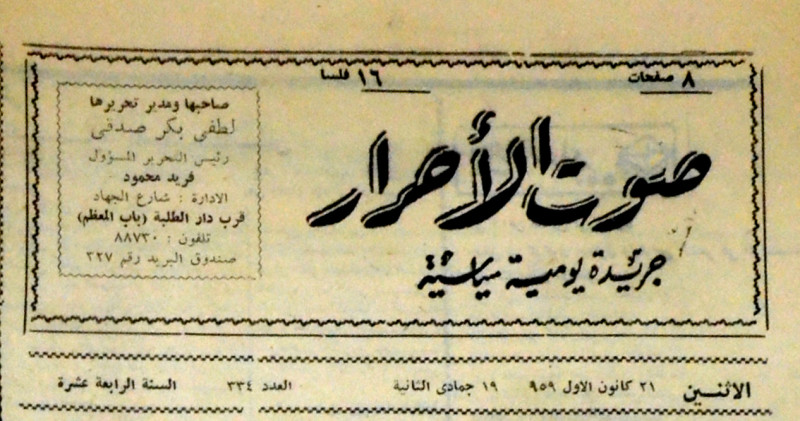 ٨ صفحات
١٦ فلسا
صوت الأحرار
جريدة يومية سياسية
صاحبها ومدير تحريرها
لطفي بكر صدقي
رئيس التحرير المسؤول
فريد محمود
الادارة : شارع الجهاد
قرب دار الطلبة (باب المعظم)
تلفون : ٨٨٧٣٠
صندوق البريد رقم ٣٢٧
الاثنين ٢١ كانون الاول ٩٥٩ ١٩ جمادى الثانية العدد ٣٣٤ السنة الرابعة عشرة